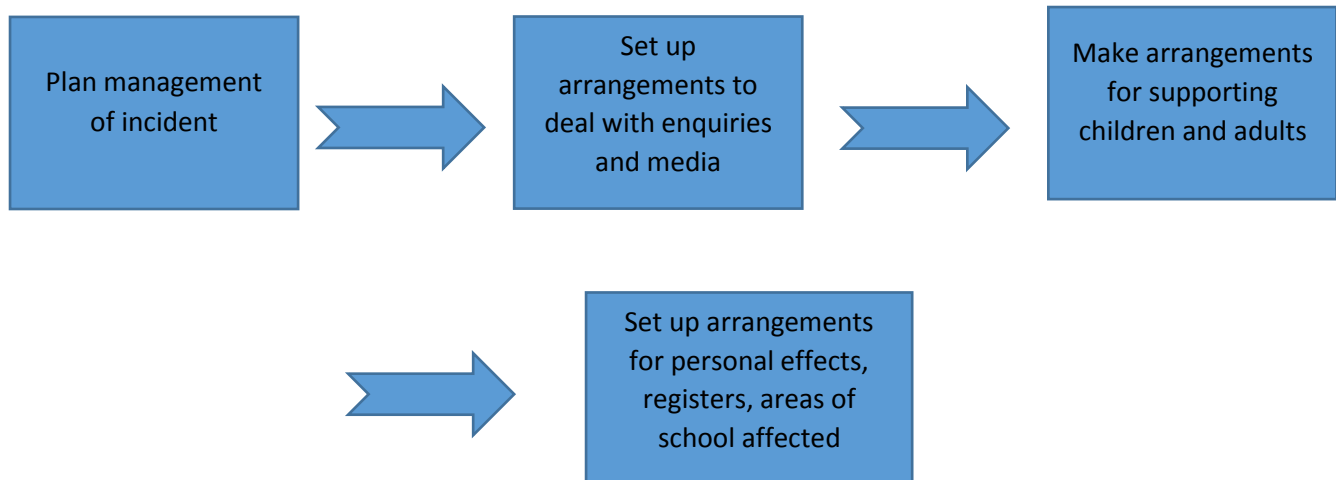 Plan management
of incident
Set up
arrangements to
deal with enquiries
and media
Make arrangements
for supporting
children and adults
Set up arrangements
for personal effects,
registers, areas of
school affected